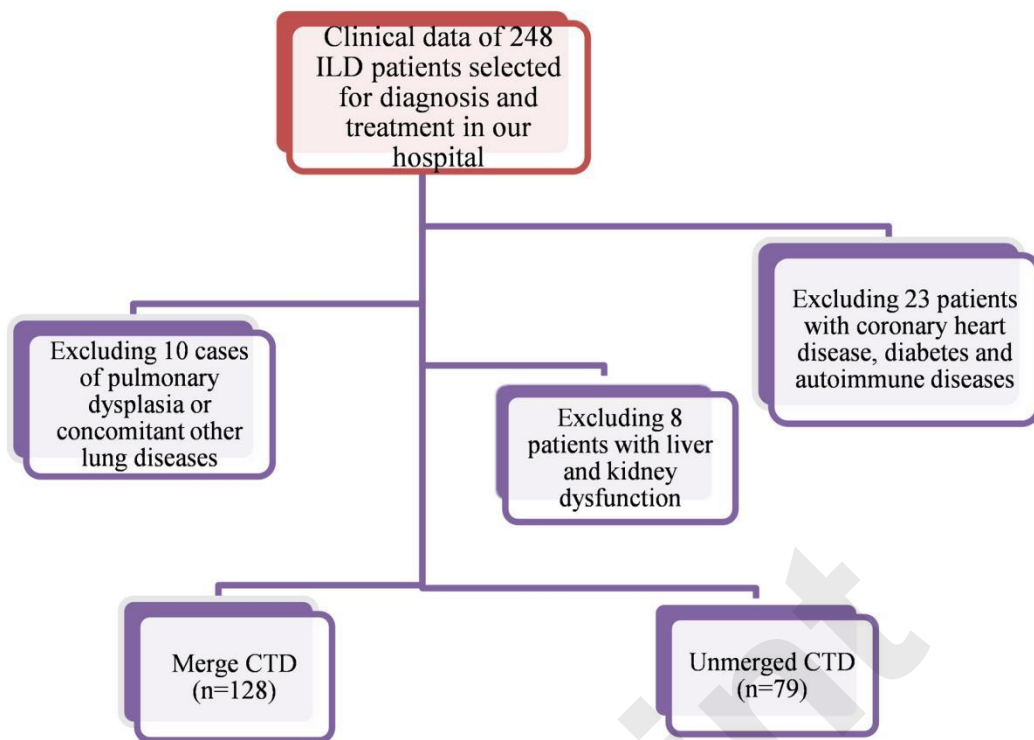 Clinical data of 248
ILD patients selected
for diagnosis and
treatment in our
hospital
Excluding 23 patients
with coronary heart
disease, diabetes and
autoimmune diseases
Excluding 10 cases
of pulmonary
dysplasia or
concomitant other
lung diseases
Excluding 8
patients with liver
and kidney
dysfunction
Merge CTD
(n=128)
Unmerged CTD
(n=79)
int